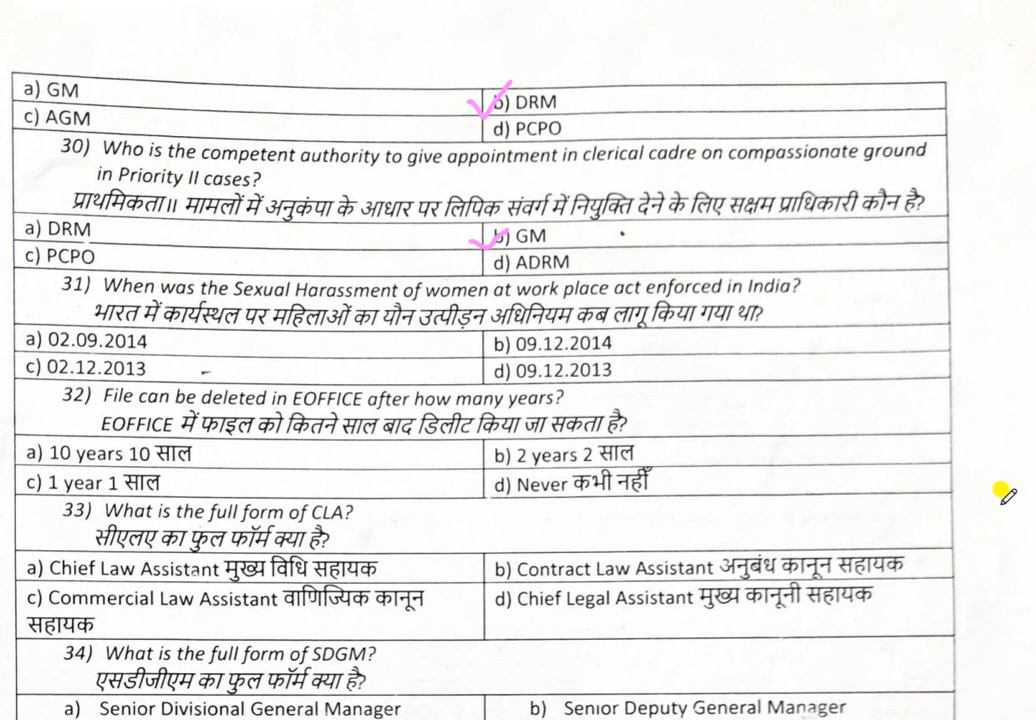 a) GM
b) DRM
c) AGM
d) PCPO
30) Who is the competent authority to give appointment in clerical cadre on compassionate ground
in Priority II cases?
प्राथमिकता॥ मामलों में अनुकंपा के आधार पर लिपिक संवर्ग में नियुक्ति देने के लिए सक्षम प्राधिकारी कौन है?
a) DRM
b) GM
c) PCPO
d) ADRM
31) When was the Sexual Harassment of women at work place act enforced in India?
भारत में कार्यस्थल पर महिलाओं का यौन उत्पीड़न अधिनियम कब लागू किया गया था?
a) 02.09.2014
b) 09.12.2014
c) 02.12.2013
d) 09.12.2013
32) File can be deleted in EOFFICE after how many years?
EOFFICE में फाइल को कितने साल बाद डिलीट किया जा सकता है?
a) 10 years 10 साल
b) 2 years 2 साल
c) 1 year 1 साल
d) Never कभी नहीं
33) What is the full form of CLA?
सीएलए का फुल फॉर्म क्या है?
a) Chief Law Assistant मुख्य विधि सहायक
b) Contract Law Assistant अनुबंध कानून सहायक
c) Commercial Law Assistant वाणिज्यिक कानून
सहायक
d) Chief Legal Assistant मुख्य कानूनी सहायक
34) What is the full form of SDGM?
एसडीजीएम का फुल फॉर्म क्या है?
a) Senior Divisional General Manager
b) Senior Deputy General Manager